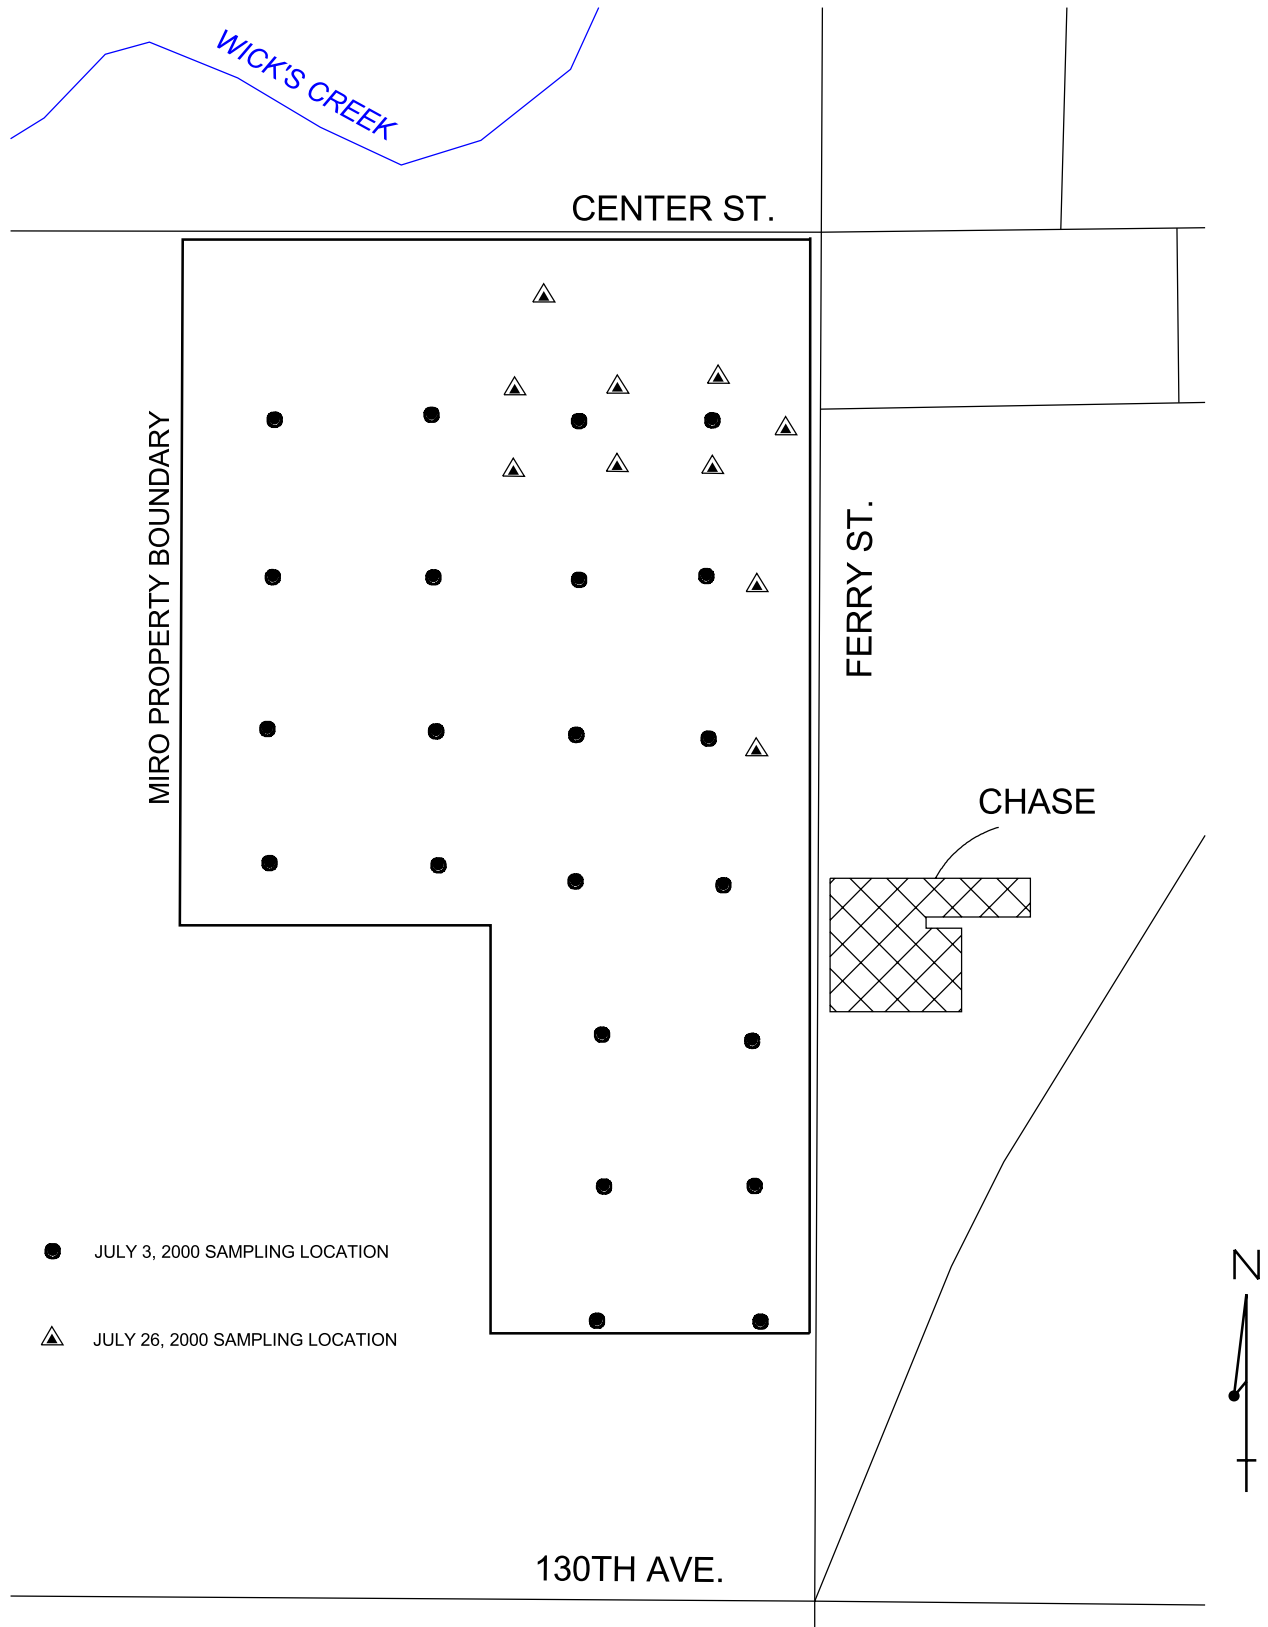 WICK'S CREEK
CENTER ST.
MIRO PROPERTY BOUNDARY
FERRY ST.
CHASE
JULY 3, 2000 SAMPLING LOCATION
N
JULY 26, 2000 SAMPLING LOCATION
130TH AVE.